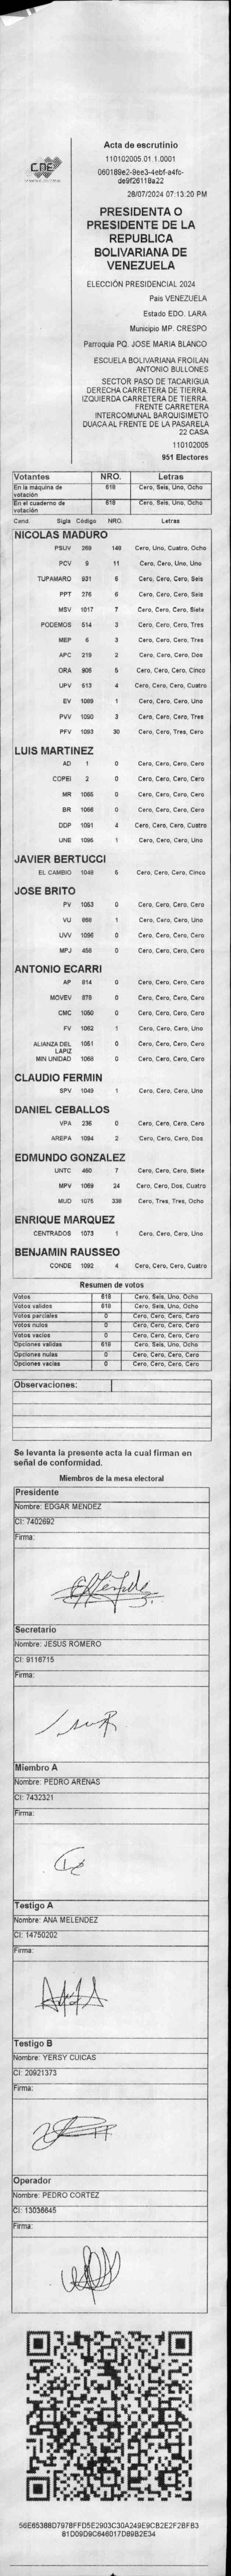 CNE
Acta de escrutinio
110102005.01.1.0001
060189e2-9ee3-4ebf-a4fc-
de9f26118a22
28/07/2024 07:13:20 PM
PRESIDENTA O
PRESIDENTE DE LA
REPUBLICA
BOLIVARIANA DE
VENEZUELA
ELECCIÓN PRESIDENCIAL 2024
Pais VENEZUELA
Estado EDO. LARA
Municipio MP. CRESPO
Parroquia PQ. JOSE MARIA BLANCO
ESCUELA BOLIVARIANA FROILAN
ANTONIO BULLONES
SECTOR PASO DE TACARIGUA
DERECHA CARRETERA DE TIERRA.
IZQUIERDA CARRETERA DE TIERRA.
FRENTE CARRETERA
INTERCOMUNAL BARQUISIMETO
DUACA AL FRENTE DE LA PASARELA
22 CASA
110102005
951 Electores
Votantes NRO. Letras
En la máquina de votación 618 Cero, Seis, Uno, Ocho
En el cuaderno de votación 618 Cero, Seis, Uno, Ocho
Cand. Sigla Código NRO. Letras
NICOLAS MADURO
PSUV 269 148 Cero, Uno, Cuatro, Ocho
PCV 9 11 Cero, Cero, Uno, Uno
TUPAMARO 931 6 Cero, Cero, Cero, Seis
PPT 276 6 Cero, Cero, Cero, Seis
MSV 1017 7 Cero, Cero, Cero, Siete
PODEMOS 514 3 Cero, Cero, Cero, Tres
MEP 6 3 Cero, Cero, Cero, Tres
APC 219 2 Cero, Cero, Cero, Dos
ORA 906 5 Cero, Cero, Cero, Cinco
UPV 513 4 Cero, Cero, Cero, Cuatro
EV 1089 1 Cero, Cero, Cero, Uno
PVV 1090 3 Cero, Cero, Cero, Tres
PFV 1093 30 Cero, Cero, Tres, Cero
LUIS MARTINEZ
AD 1 0 Cero, Cero, Cero, Cero
COPEI 2 0 Cero, Cero, Cero, Cero
MR 1065 0 Cero, Cero, Cero, Cero
BR 1066 0 Cero, Cero, Cero, Cero
DDP 1091 4 Cero, Cero, Cero, Cuatro
UNE 1095 1 Cero, Cero, Cero, Uno
JAVIER BERTUCCI
EL CAMBIO 1048 5 Cero, Cero, Cero, Cinco
JOSE BRITO
PV 1053 0 Cero, Cero, Cero, Cero
VU 868 1 Cero, Cero, Cero, Uno
UVV 1096 0 Cero, Cero, Cero, Cero
MPJ 456 0 Cero, Cero, Cero, Cero
ANTONIO ECARRI
AP 814 0 Cero, Cero, Cero, Cero
MOVEV 878 0 Cero, Cero, Cero, Cero
CMC 1050 0 Cero, Cero, Cero, Cero
FV 1062 1 Cero, Cero, Cero, Uno
ALIANZA DEL LAPIZ 1051 0 Cero, Cero, Cero, Cero
MIN UNIDAD 1068 0 Cero, Cero, Cero, Cero
CLAUDIO FERMIN
SPV 1049 1 Cero, Cero, Cero, Uno
DANIEL CEBALLOS
VPA 236 0 Cero, Cero, Cero, Cero
AREPA 1094 2 Cero, Cero, Cero, Dos
EDMUNDO GONZALEZ
UNTC 460 7 Cero, Cero, Cero, Siete
MPV 1069 24 Cero, Cero, Dos, Cuatro
MUD 1075 338 Cero, Tres, Tres, Ocho
ENRIQUE MARQUEZ
CENTRADOS 1073 1 Cero, Cero, Cero, Uno
BENJAMIN RAUSSEO
CONDE 1092 4 Cero, Cero, Cero, Cuatro
Resumen de votos
Votos 618 Cero, Seis, Uno, Ocho
Votos validos 618 Cero, Seis, Uno, Ocho
Votos parciales 0 Cero, Cero, Cero, Cero
Votos nulos 0 Cero, Cero, Cero, Cero
Votos vacios 0 Cero, Cero, Cero, Cero
Opciones validas 618 Cero, Seis, Uno, Ocho
Opciones nulas 0 Cero, Cero, Cero, Cero
Opciones vacias 0 Cero, Cero, Cero, Cero
Observaciones:
Se levanta la presente acta la cual firman en
señal de conformidad.
Miembros de la mesa electoral
Presidente
Nombre: EDGAR MENDEZ
CI: 7402692
Firma:
Secretario
Nombre: JESUS ROMERO
CI: 9116715
Firma:
Miembro A
Nombre: PEDRO ARENAS
CI: 7432321
Firma:
Testigo A
Nombre: ANA MELENDEZ
CI: 14750202
Firma:
Testigo B
Nombre: YERSY CUICAS
CI: 20921373
Firma:
Operador
Nombre: PEDRO CORTEZ
CI: 13036645
Firma:
56E65388D7978FFD5E2903C30A249E9CB2E2F2BFB3
81D09D9C646017D89B2E34